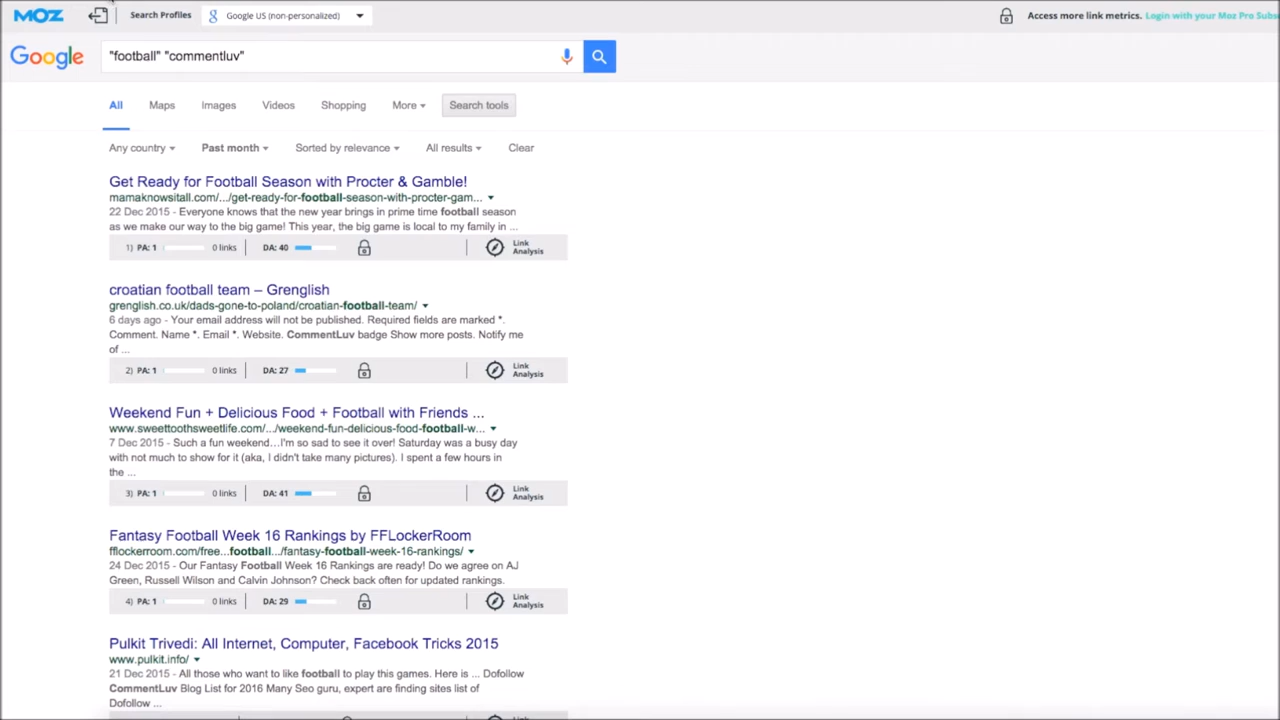 MOZ Search Profiles Google US (non-personalized) Access more link metrics. Login with your Moz Pro Subs
Google "football" "commentluv"
All Maps Images Videos Shopping More Search tools
Any country Past month Sorted by relevance All results Clear
Get Ready for Football Season with Procter & Gamble!
mamaknowsitall.com/.../get-ready-for-football-season-with-procter-gam...
22 Dec 2015 - Everyone knows that the new year brings in prime time football season
as we make our way to the big game! This year, the big game is local to my family in ...
1) PA: 1 0 links DA: 40 Link Analysis
croatian football team – Grenglish
grenglish.co.uk/dads-gone-to-poland/croatian-football-team/
6 days ago - Your email address will not be published. Required fields are marked *.
Comment. Name *. Email *. Website. CommentLuv badge Show more posts. Notify me
of ...
2) PA: 1 0 links DA: 27 Link Analysis
Weekend Fun + Delicious Food + Football with Friends ...
www.sweettoothsweetlife.com/.../weekend-fun-delicious-food-football-w...
7 Dec 2015 - Such a fun weekend…I'm so sad to see it over! Saturday was a busy day
with not much to show for it (aka, I didn't take many pictures). I spent a few hours in
the ...
3) PA: 1 0 links DA: 41 Link Analysis
Fantasy Football Week 16 Rankings by FFLockerRoom
fflockerroom.com/free...football.../fantasy-football-week-16-rankings/
24 Dec 2015 - Our Fantasy Football Week 16 Rankings are ready! Do we agree on AJ
Green, Russell Wilson and Calvin Johnson? Check back often for updated rankings.
4) PA: 1 0 links DA: 29 Link Analysis
Pulkit Trivedi: All Internet, Computer, Facebook Tricks 2015
www.pulkit.info/
21 Dec 2015 - All those who want to like football to play this games. Here is ... Dofollow
CommentLuv Blog List for 2016 Many Seo guru, expert are finding sites list of
Dofollow ...
Link